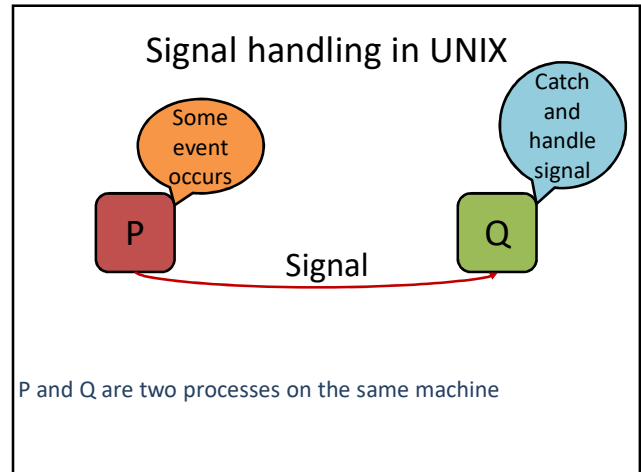 Signal handling in UNIX
Some
event
occurs
Catch
and
handle
signal
P
Q
Signal
P and Q are two processes on the same machine